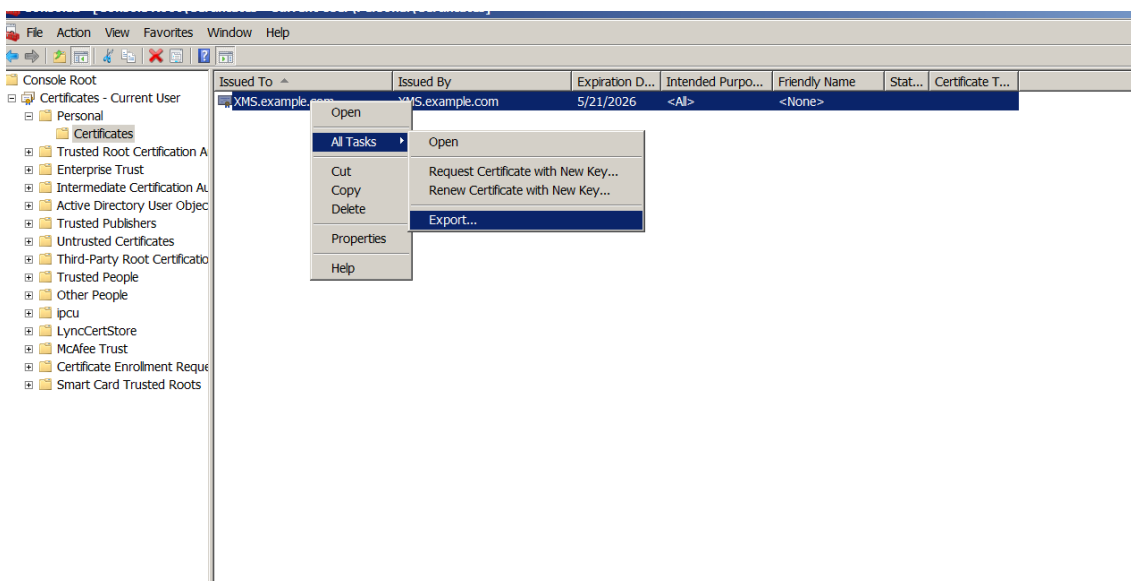 File Action View Favorites Window Help
Console Root
Certificates - Current User
Personal
Certificates
Trusted Root Certification A
Enterprise Trust
Intermediate Certification Au
Active Directory User Objec
Trusted Publishers
Untrusted Certificates
Third-Party Root Certificatio
Trusted People
Other People
ipcu
LyncCertStore
McAfee Trust
Certificate Enrollment Reque
Smart Card Trusted Roots
Issued To Issued By Expiration D... Intended Purpo... Friendly Name Stat... Certificate T...
XMS.example.com XMS.example.com 5/21/2026 <All> <None>
Open
All Tasks
Cut
Copy
Delete
Properties
Help
Open
Request Certificate with New Key...
Renew Certificate with New Key...
Export...